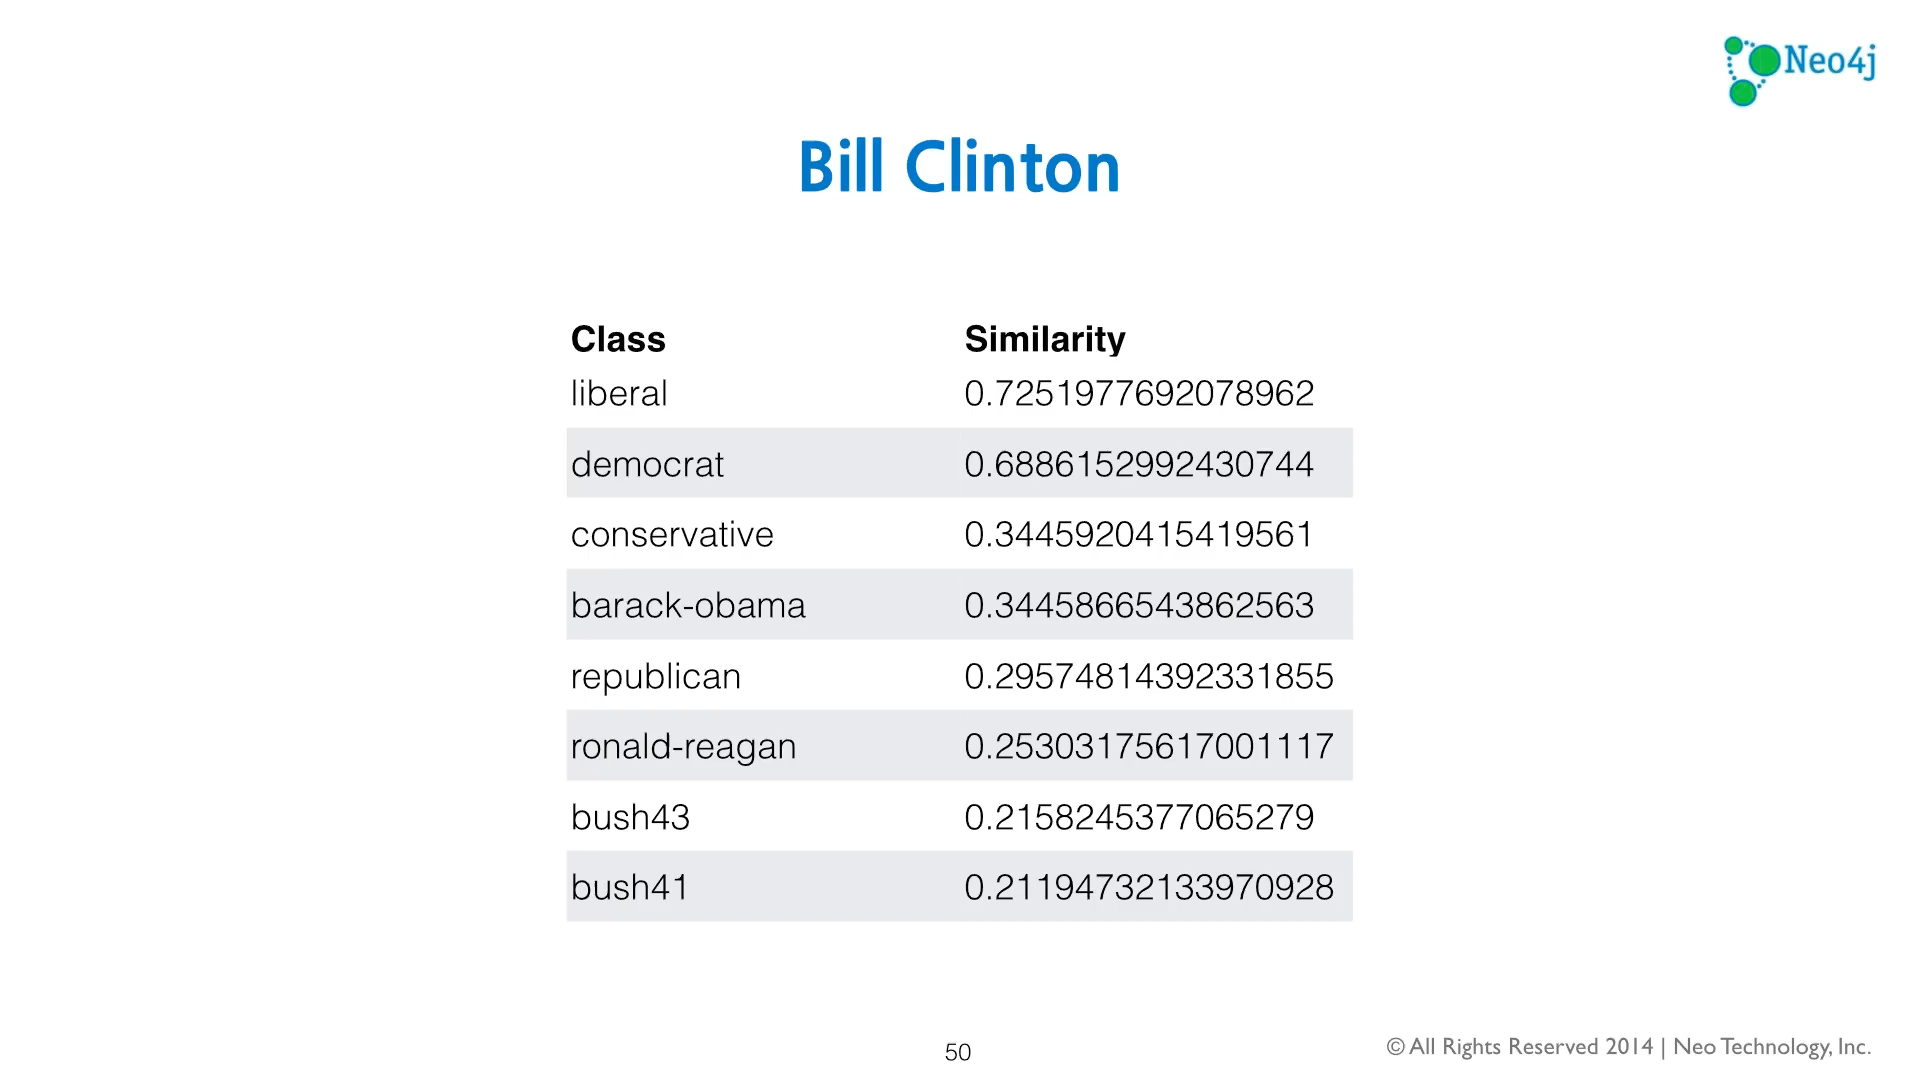 Neo4j
Bill Clinton
Class Similarity
liberal 0.7251977692078962
democrat 0.6886152992430744
conservative 0.3445920415419561
barack-obama 0.3445866543862563
republican 0.29574814392331855
ronald-reagan 0.25303175617001117
bush43 0.2158245377065279
bush41 0.21194732133970928
50
© All Rights Reserved 2014 | Neo Technology, Inc.